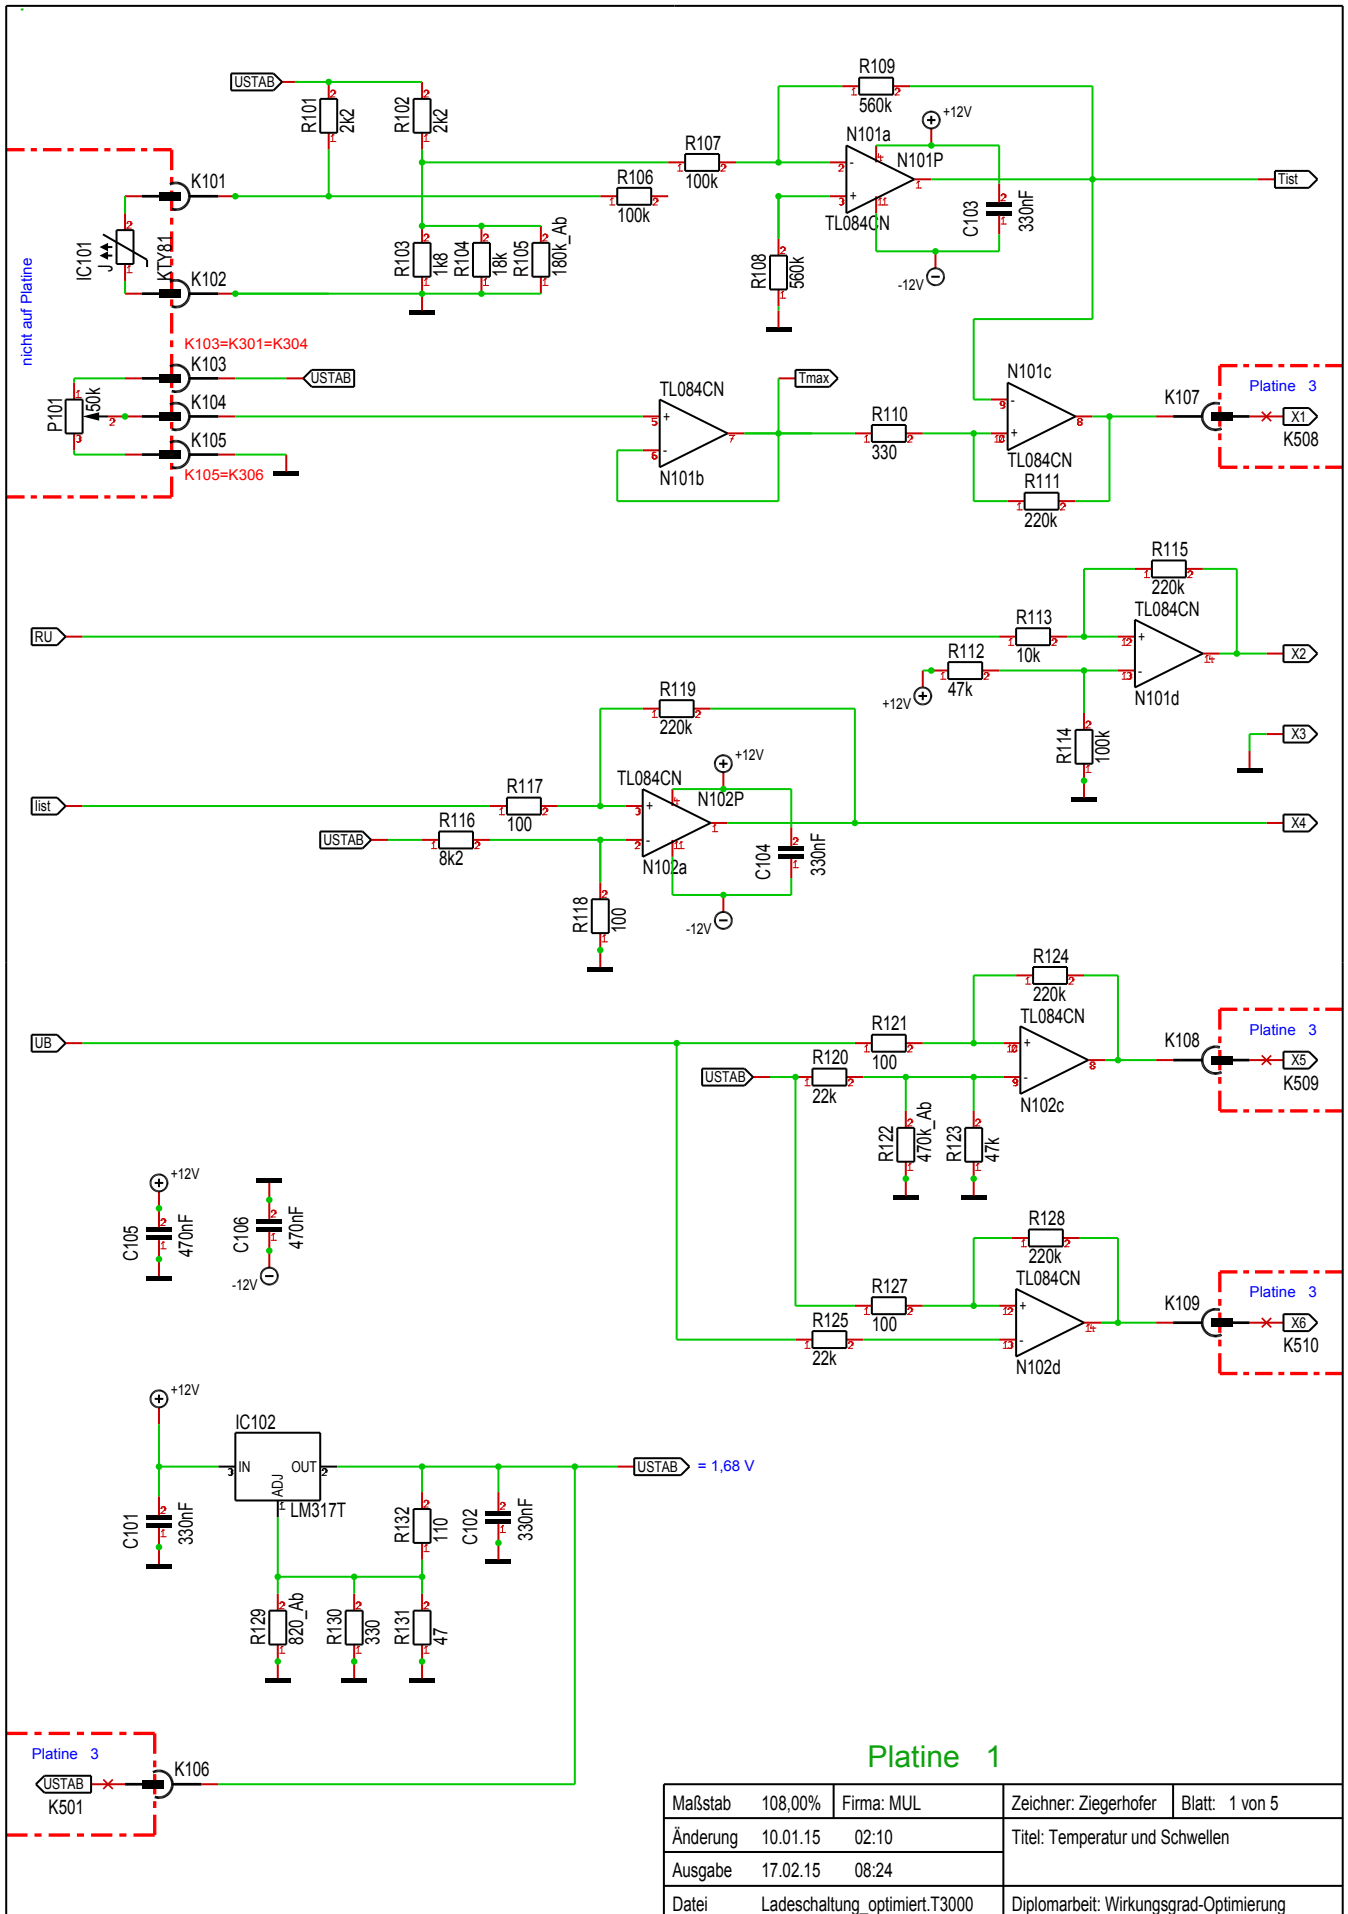 USTAB
R101
2k2
R102
2k2
R109
560k
+12V
N101a
N101P
TL084CN
R107
100k
R106
100k
Tist
C103
330nF
-12V
R108
560k
nicht auf Platine
IC101
J
KTY81
K101
K102
R103
1k8
R104
18k
R105
180k_Ab
K103=K301=K304
K103
USTAB
K104
K105
K105=K306
P101
50k
TL084CN
N101b
Tmax
R110
330
N101c
TL084CN
R111
220k
K107
Platine 3
X1
K508
RU
R115
220k
TL084CN
R113
10k
R112
47k
+12V
N101d
R114
100k
X2
X3
R119
220k
+12V
TL084CN
N102P
Iist
R117
100
USTAB
R116
8k2
N102a
C104
330nF
-12V
R118
100
X4
R124
220k
TL084CN
UB
R121
100
USTAB
R120
22k
N102c
R122
470k_Ab
R123
47k
K108
Platine 3
X5
K509
+12V
C105
470nF
C106
470nF
-12V
R128
220k
TL084CN
R127
100
R125
22k
N102d
K109
Platine 3
X6
K510
+12V
IC102
IN
OUT
ADJ
LM317T
C101
330nF
R132
110
C102
330nF
USTAB
= 1,68 V
R129
820_Ab
R130
330
R131
47
Platine 3
USTAB
K501
K106
Platine 1
Maßstab 108,00% Firma: MUL Zeichner: Ziegerhofer Blatt: 1 von 5
Änderung 10.01.15 02:10 Titel: Temperatur und Schwellen
Ausgabe 17.02.15 08:24
Datei Ladeschaltung_optimiert.T3000 Diplomarbeit: Wirkungsgrad-Optimierung